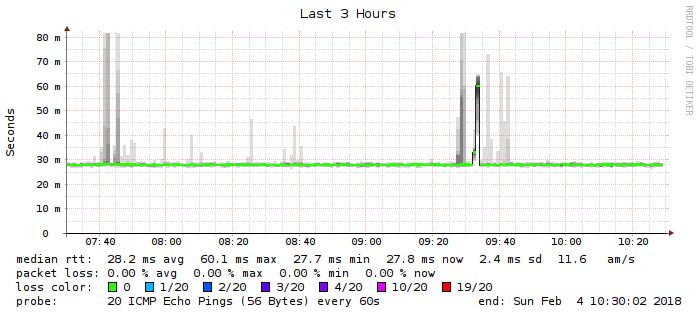 Last 3 Hours
RRDTOOL / TOBI OETIKER
Seconds
80 m
70 m
60 m
50 m
40 m
30 m
20 m
10 m
0
07:40 08:00 08:20 08:40 09:00 09:20 09:40 10:00 10:20
median rtt: 28.2 ms avg 60.1 ms max 27.7 ms min 27.8 ms now 2.4 ms sd 11.6 am/s
packet loss: 0.00 % avg 0.00 % max 0.00 % min 0.00 % now
loss color: 0 1/20 2/20 3/20 4/20 10/20 19/20
probe: 20 ICMP Echo Pings (56 Bytes) every 60s end: Sun Feb 4 10:30:02 2018